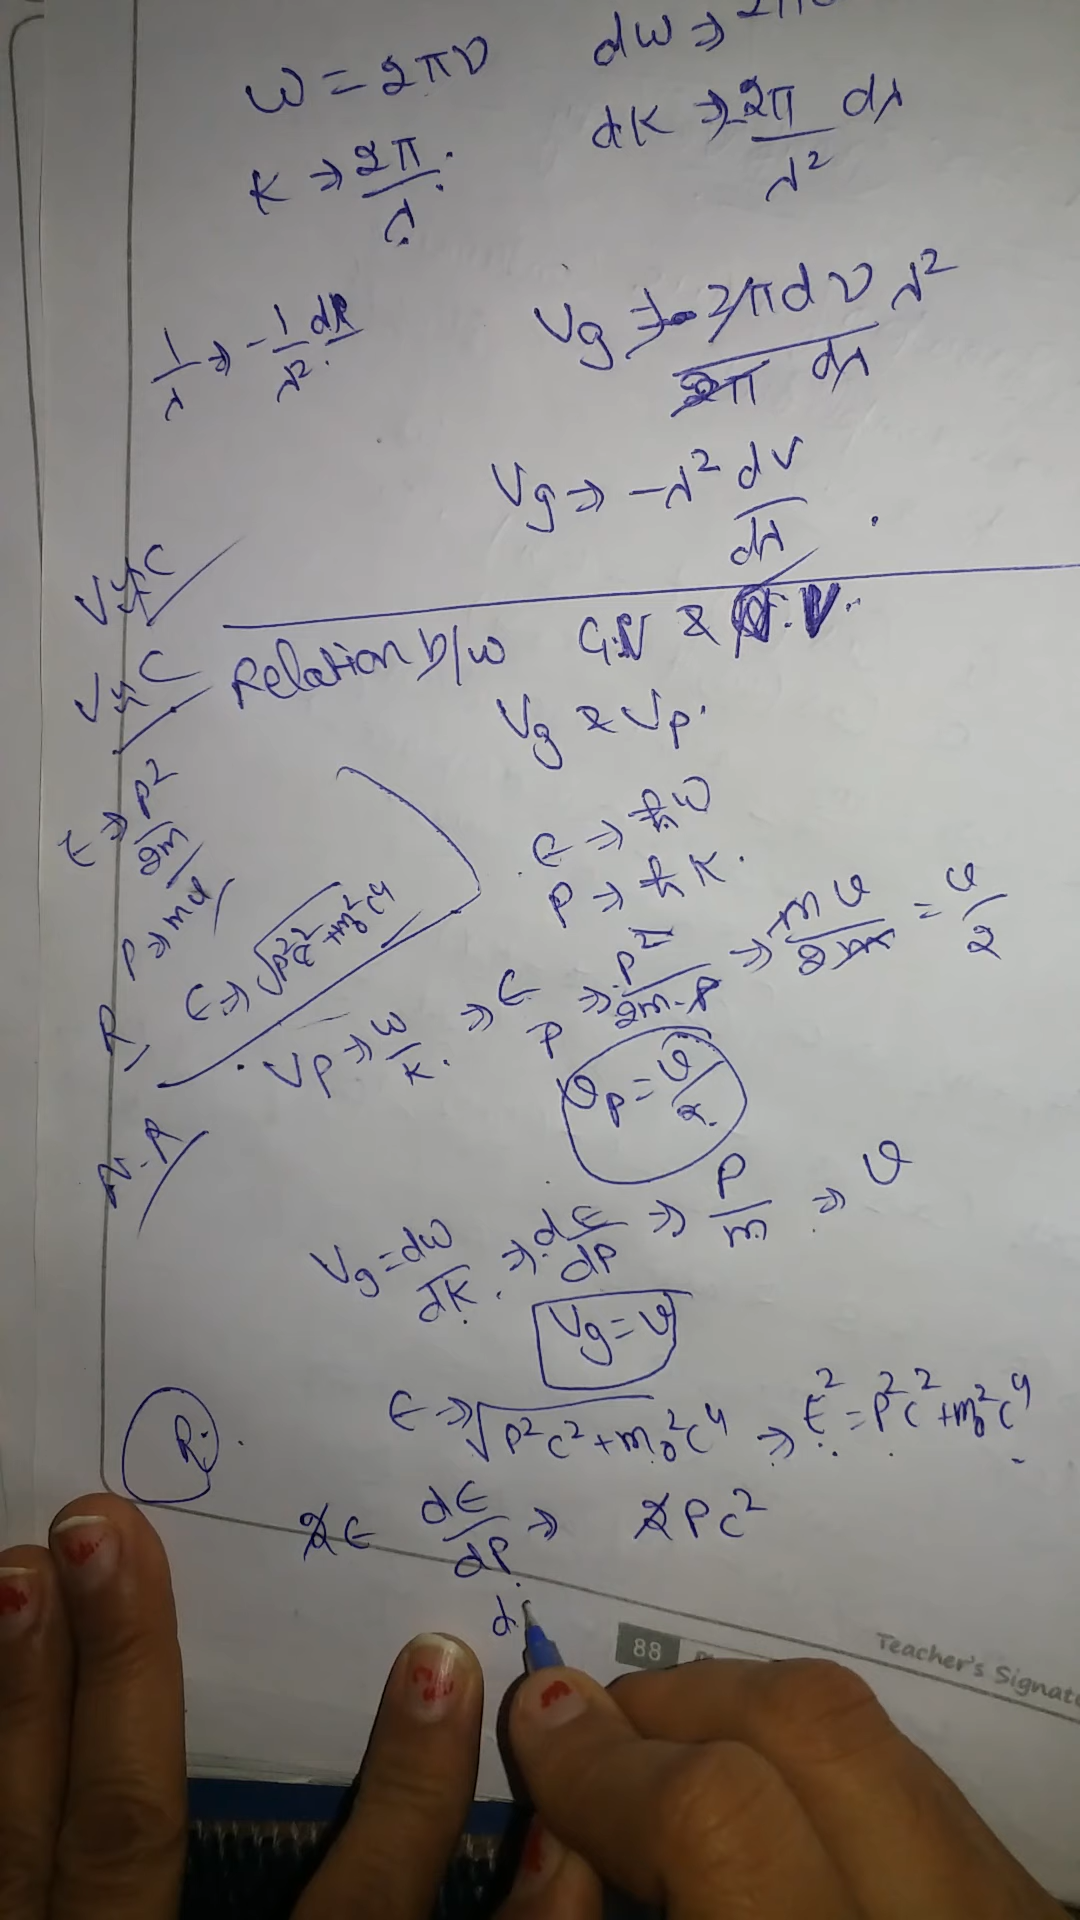 ω = 2πν
dω ⇒ 2π
K ⇒ 2π/λ
dK ⇒ -2π/λ² dλ
1/λ ⇒ -1/λ² dλ
Vg ⇒ - 2πdν λ² / 2π dλ
Vg ⇒ -λ² dν/dλ
Relation b/w G.V & P.V.
Vg & Vp.
E ⇒ ħω
P ⇒ ħK.
E ⇒ P²/2m
P ⇒ mv
E ⇒ √P²c²+m₀²c⁴
Vp ⇒ ω/K ⇒ E/P ⇒ P²/2m.P ⇒ mv/2m = v/2
vp = v/2
N.R
Vg = dω/dK ⇒ dE/dP ⇒ P/m ⇒ v
Vg = v
R.
E ⇒ √P²c²+m₀²c⁴ ⇒ E² = P²c²+m₀²c⁴
2E dE/dP ⇒ 2Pc²
d
88
Teacher's Signat